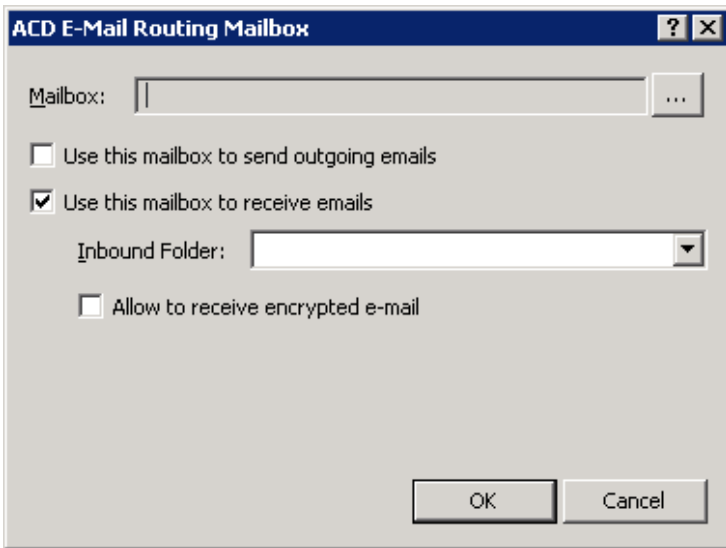 ACD E-Mail Routing Mailbox
Mailbox: ...
Use this mailbox to send outgoing emails
Use this mailbox to receive emails
Inbound Folder:
Allow to receive encrypted e-mail
OK Cancel